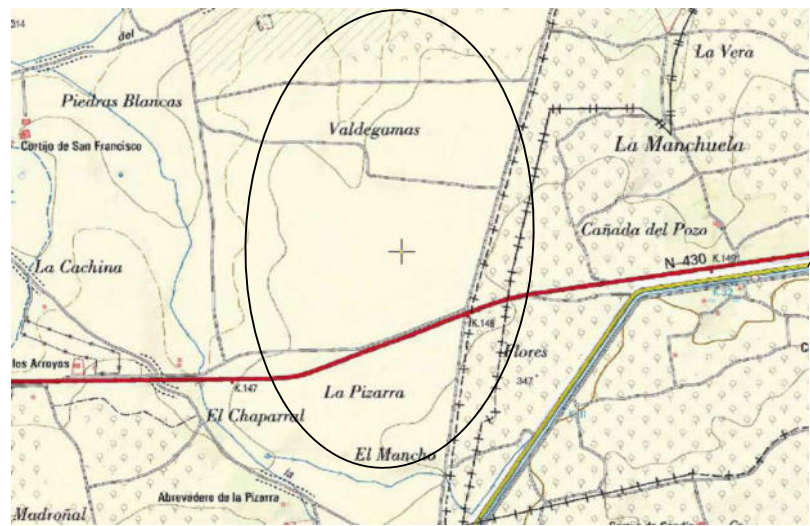 314
del
La Vera
Piedras Blancas
Valdegamas
Cortijo de San Francisco
La Manchuela
Cañada del Pozo
N-430
K.149
La Cachina
K.148
los Arroyos
Flores
347
K.147
La Pizarra
El Chaparral
El Mancho
la
Abrevadero de la Pizarra
Madroñal